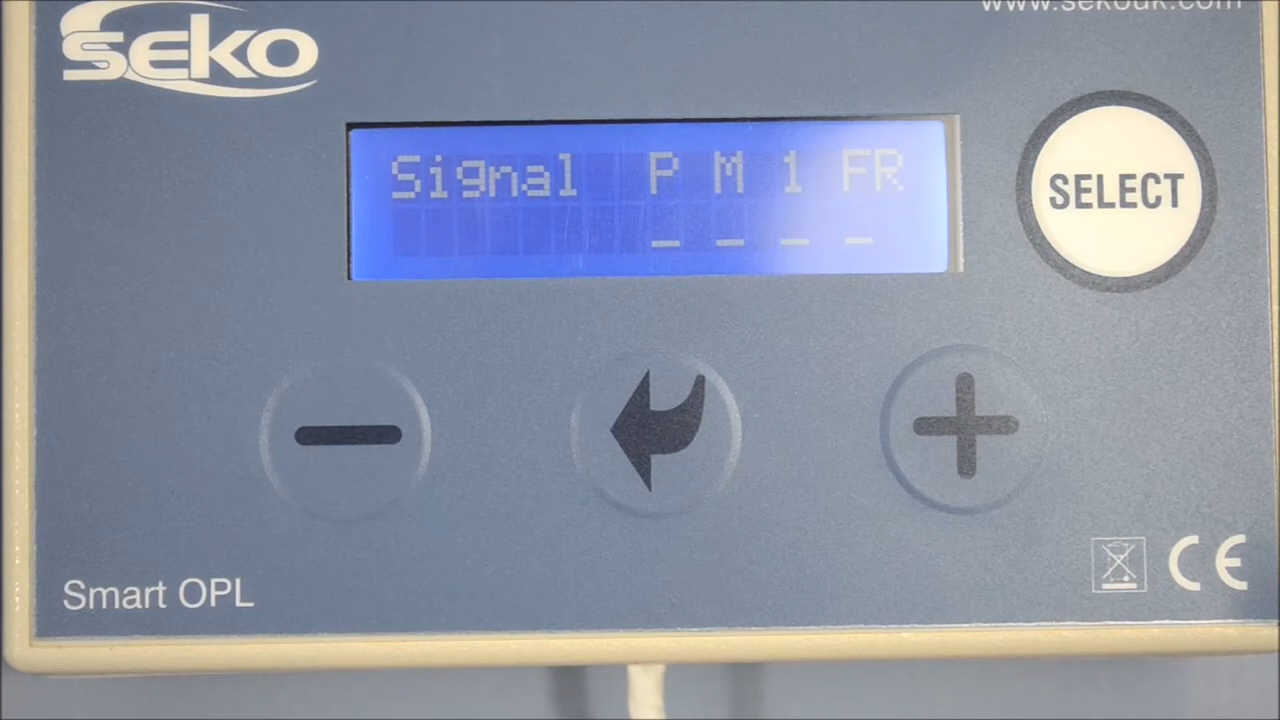 www.sekouk.com
SEKO
Signal P M 1 FR
_ _ _ _
SELECT
Smart OPL
CE